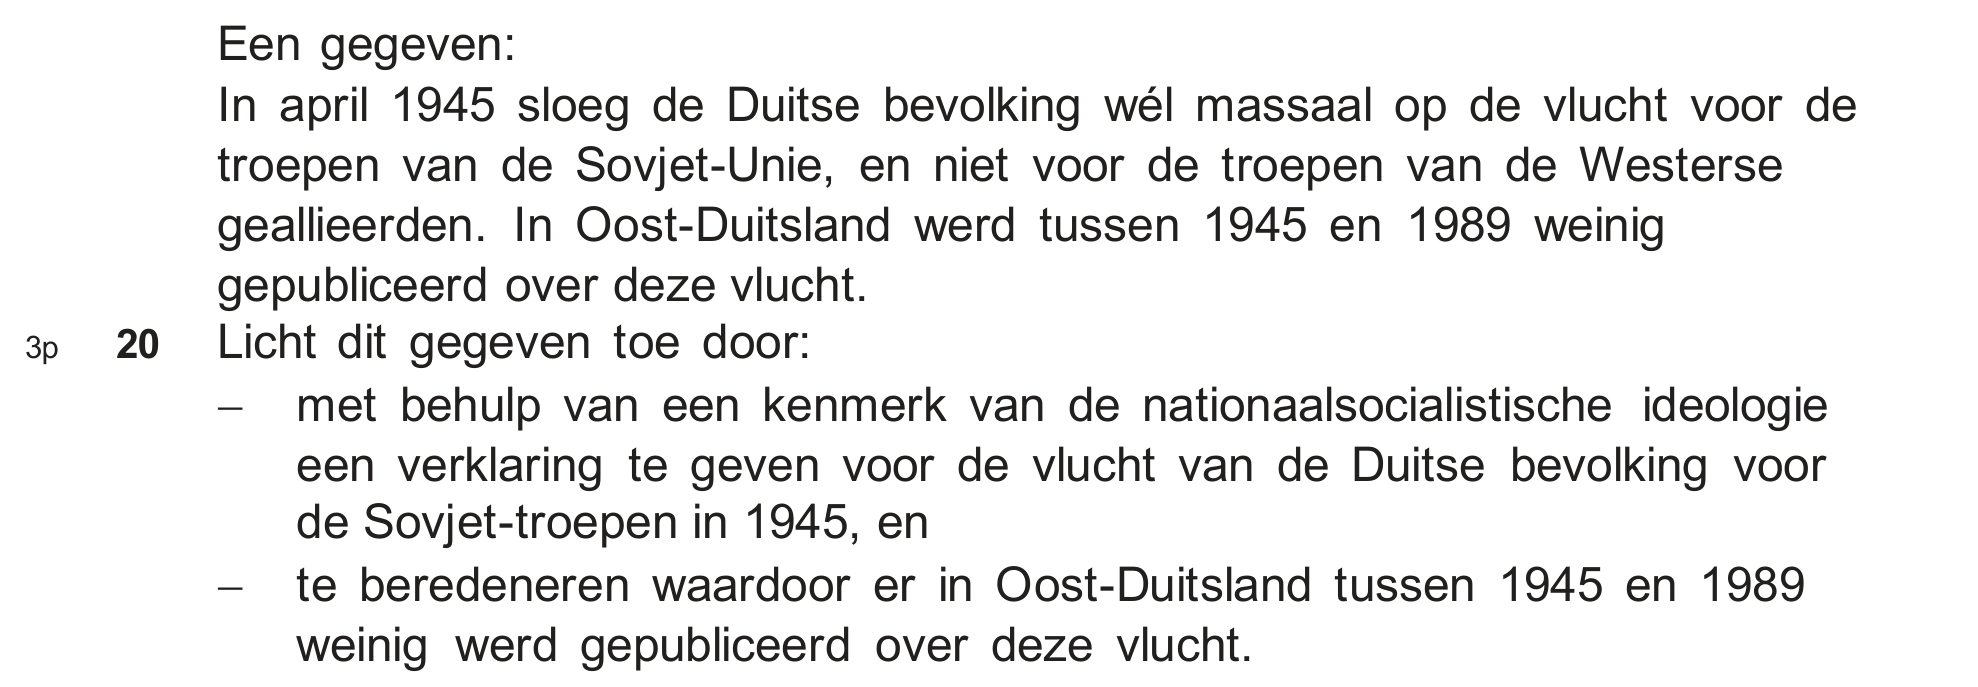 Een gegeven:
In april 1945 sloeg de Duitse bevolking wél massaal op de vlucht voor de
troepen van de Sovjet-Unie, en niet voor de troepen van de Westerse
geallieerden. In Oost-Duitsland werd tussen 1945 en 1989 weinig
gepubliceerd over deze vlucht.
3p 20 Licht dit gegeven toe door:
– met behulp van een kenmerk van de nationaalsocialistische ideologie
een verklaring te geven voor de vlucht van de Duitse bevolking voor
de Sovjet-troepen in 1945, en
– te beredeneren waardoor er in Oost-Duitsland tussen 1945 en 1989
weinig werd gepubliceerd over deze vlucht.